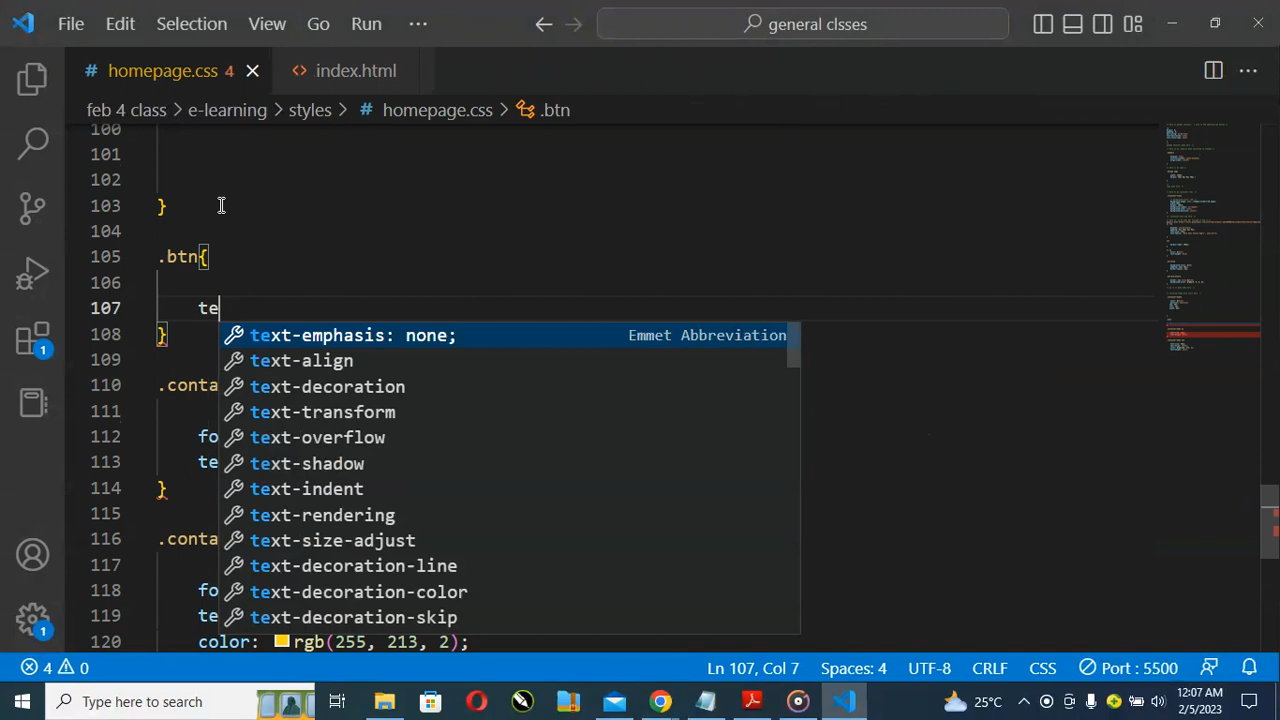 File Edit Selection View Go Run ··· general clsses
homepage.css 4 index.html
feb 4 class > e-learning > styles > # homepage.css > .btn
100
101
102
103 }
104
105 .btn{
106
107 te
108 }
109
110 .conta
111
112 fo
113 te
114 }
115
116 .conta
117
118 fo
119 te
120 color: rgb(255, 213, 2);
text-emphasis: none; Emmet Abbreviation
text-align
text-decoration
text-transform
text-overflow
text-shadow
text-indent
text-rendering
text-size-adjust
text-decoration-line
text-decoration-color
text-decoration-skip
1
1
4 0 Ln 107, Col 7 Spaces: 4 UTF-8 CRLF CSS Port : 5500
Type here to search 25°C 12:07 AM
2/5/2023